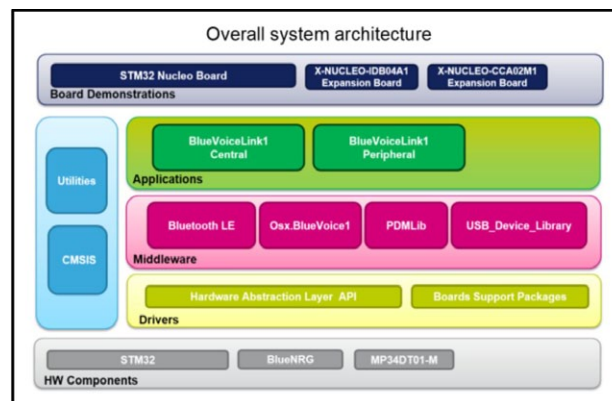 Overall system architecture
STM32 Nucleo Board
X-NUCLEO-IDB04A1
Expansion Board
X-NUCLEO-CCA02M1
Expansion Board
Board Demonstrations
Utilities
CMSIS
BlueVoiceLink1
Central
BlueVoiceLink1
Peripheral
Applications
Bluetooth LE
Osx.BlueVoice1
PDMLib
USB_Device_Library
Middleware
Hardware Abstraction Layer API
Boards Support Packages
Drivers
STM32
BlueNRG
MP34DT01-M
HW Components